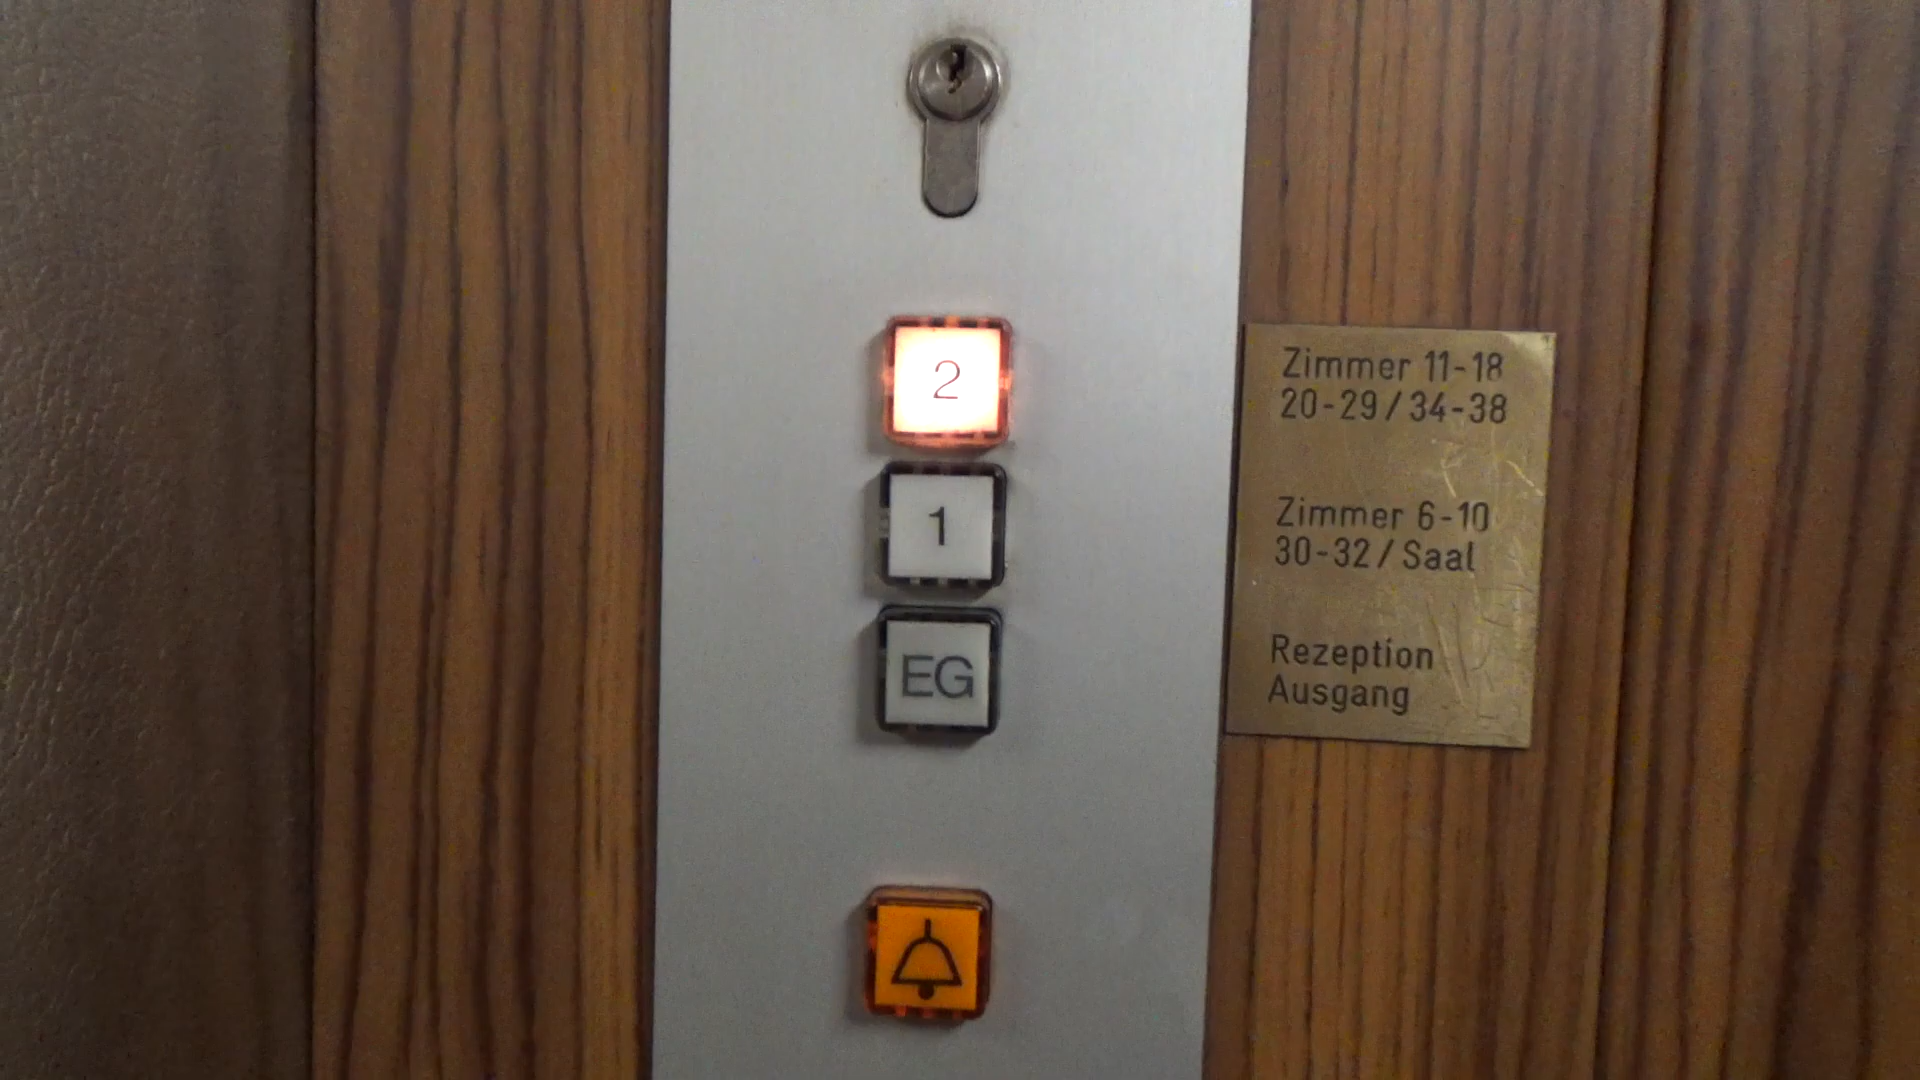 2
Zimmer 11-18
20-29 / 34-38
1
Zimmer 6-10
30-32 / Saal
EG
Rezeption
Ausgang